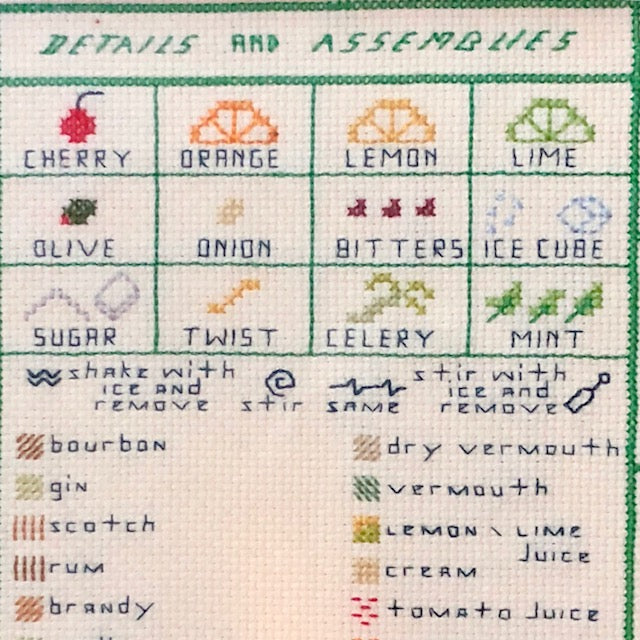 DETAILS AND ASSEMBLIES
CHERRY ORANGE LEMON LIME
OLIVE ONION BITTERS ICE CUBE
SUGAR TWIST CELERY MINT
shake with ICE AND REMOVE
stir
SAME
stir with ICE AND REMOVE
bourbon
gin
scotch
RUM
brANDY
dry vermouth
vermouth
LEMON \ LIME
Juice
CREAM
tomato Juice